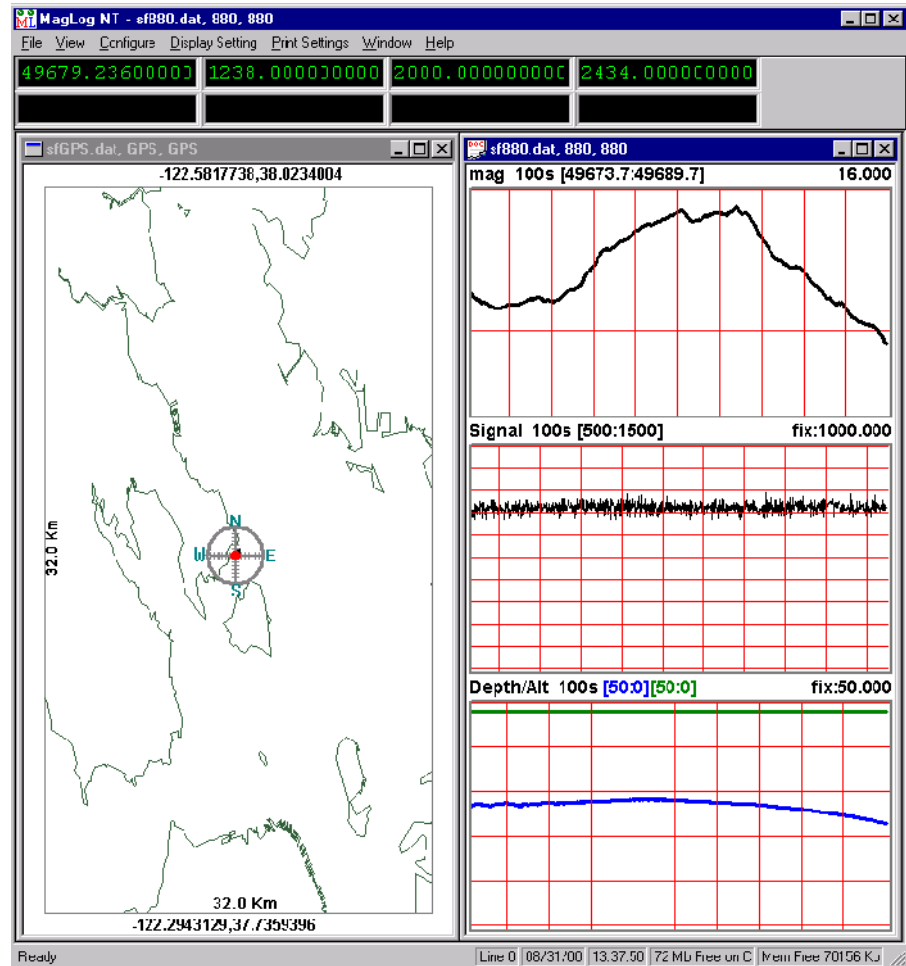 MagLog NT - sf880.dat, 880, 880
File View Configure Display Setting Print Settings Window Help
49679.23600000 1238.000000000 2000.000000000 2434.000000000
sfGPS.dat, GPS, GPS
-122.5817738,38.0234004
N
W E
S
32.0 Km
32.0 Km
-122.2943129,37.7359396
DOC
sf880.dat, 880, 880
mag 100s [49673.7:49689.7] 16.000
Signal 100s [500:1500] fix:1000.000
Depth/Alt 100s [50:0][50:0] fix:50.000
Ready Line 0 08/31/00 13.37.50 72 Mb Free on C Mem Free 70156 K